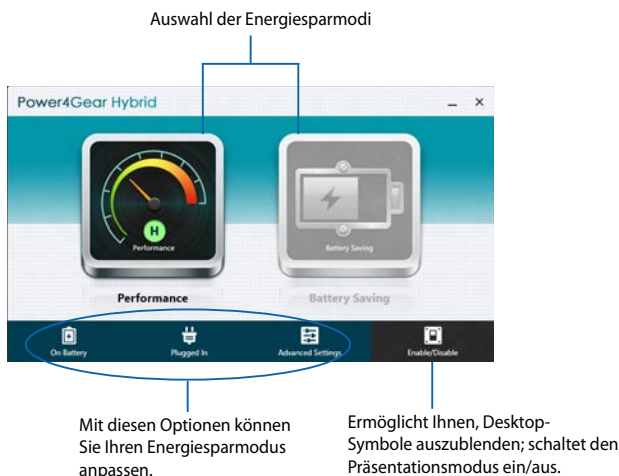 Auswahl der Energiesparmodi
Power4Gear Hybrid
H
Performance
Battery Saving
Performance
Battery Saving
On Battery
Plugged In
Advanced Settings
Enable/Disable
Mit diesen Optionen können
Sie Ihren Energiesparmodus
anpassen.
Ermöglicht Ihnen, Desktop-
Symbole auszublenden; schaltet den
Präsentationsmodus ein/aus.